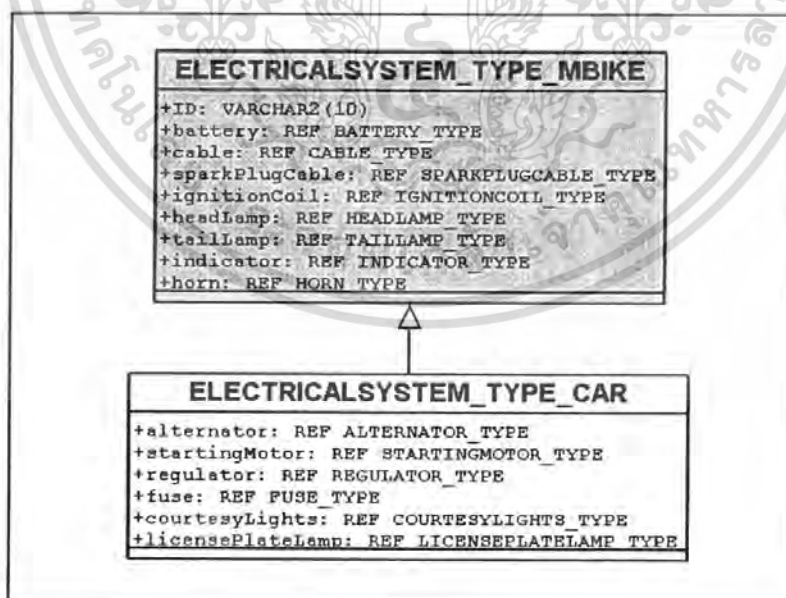 ELECTRICALSYSTEM_TYPE_MBIKE
+ID: VARCHAR2(10)
+battery: REF BATTERY_TYPE
+cable: REF CABLE_TYPE
+sparkPlugCable: REF SPARKPLUGCABLE_TYPE
+ignitionCoil: REF IGNITIONCOIL_TYPE
+headLamp: REF HEADLAMP_TYPE
+tailLamp: REF TAILLAMP_TYPE
+indicator: REF INDICATOR_TYPE
+horn: REF HORN_TYPE
ELECTRICALSYSTEM_TYPE_CAR
+alternator: REF ALTERNATOR_TYPE
+startingMotor: REF STARTINGMOTOR_TYPE
+regulator: REF REGULATOR_TYPE
+fuse: REF FUSE_TYPE
+courtesyLights: REF COURTESYLIGHTS_TYPE
+licensePlateLamp: REF LICENSEPLATELAMP_TYPE